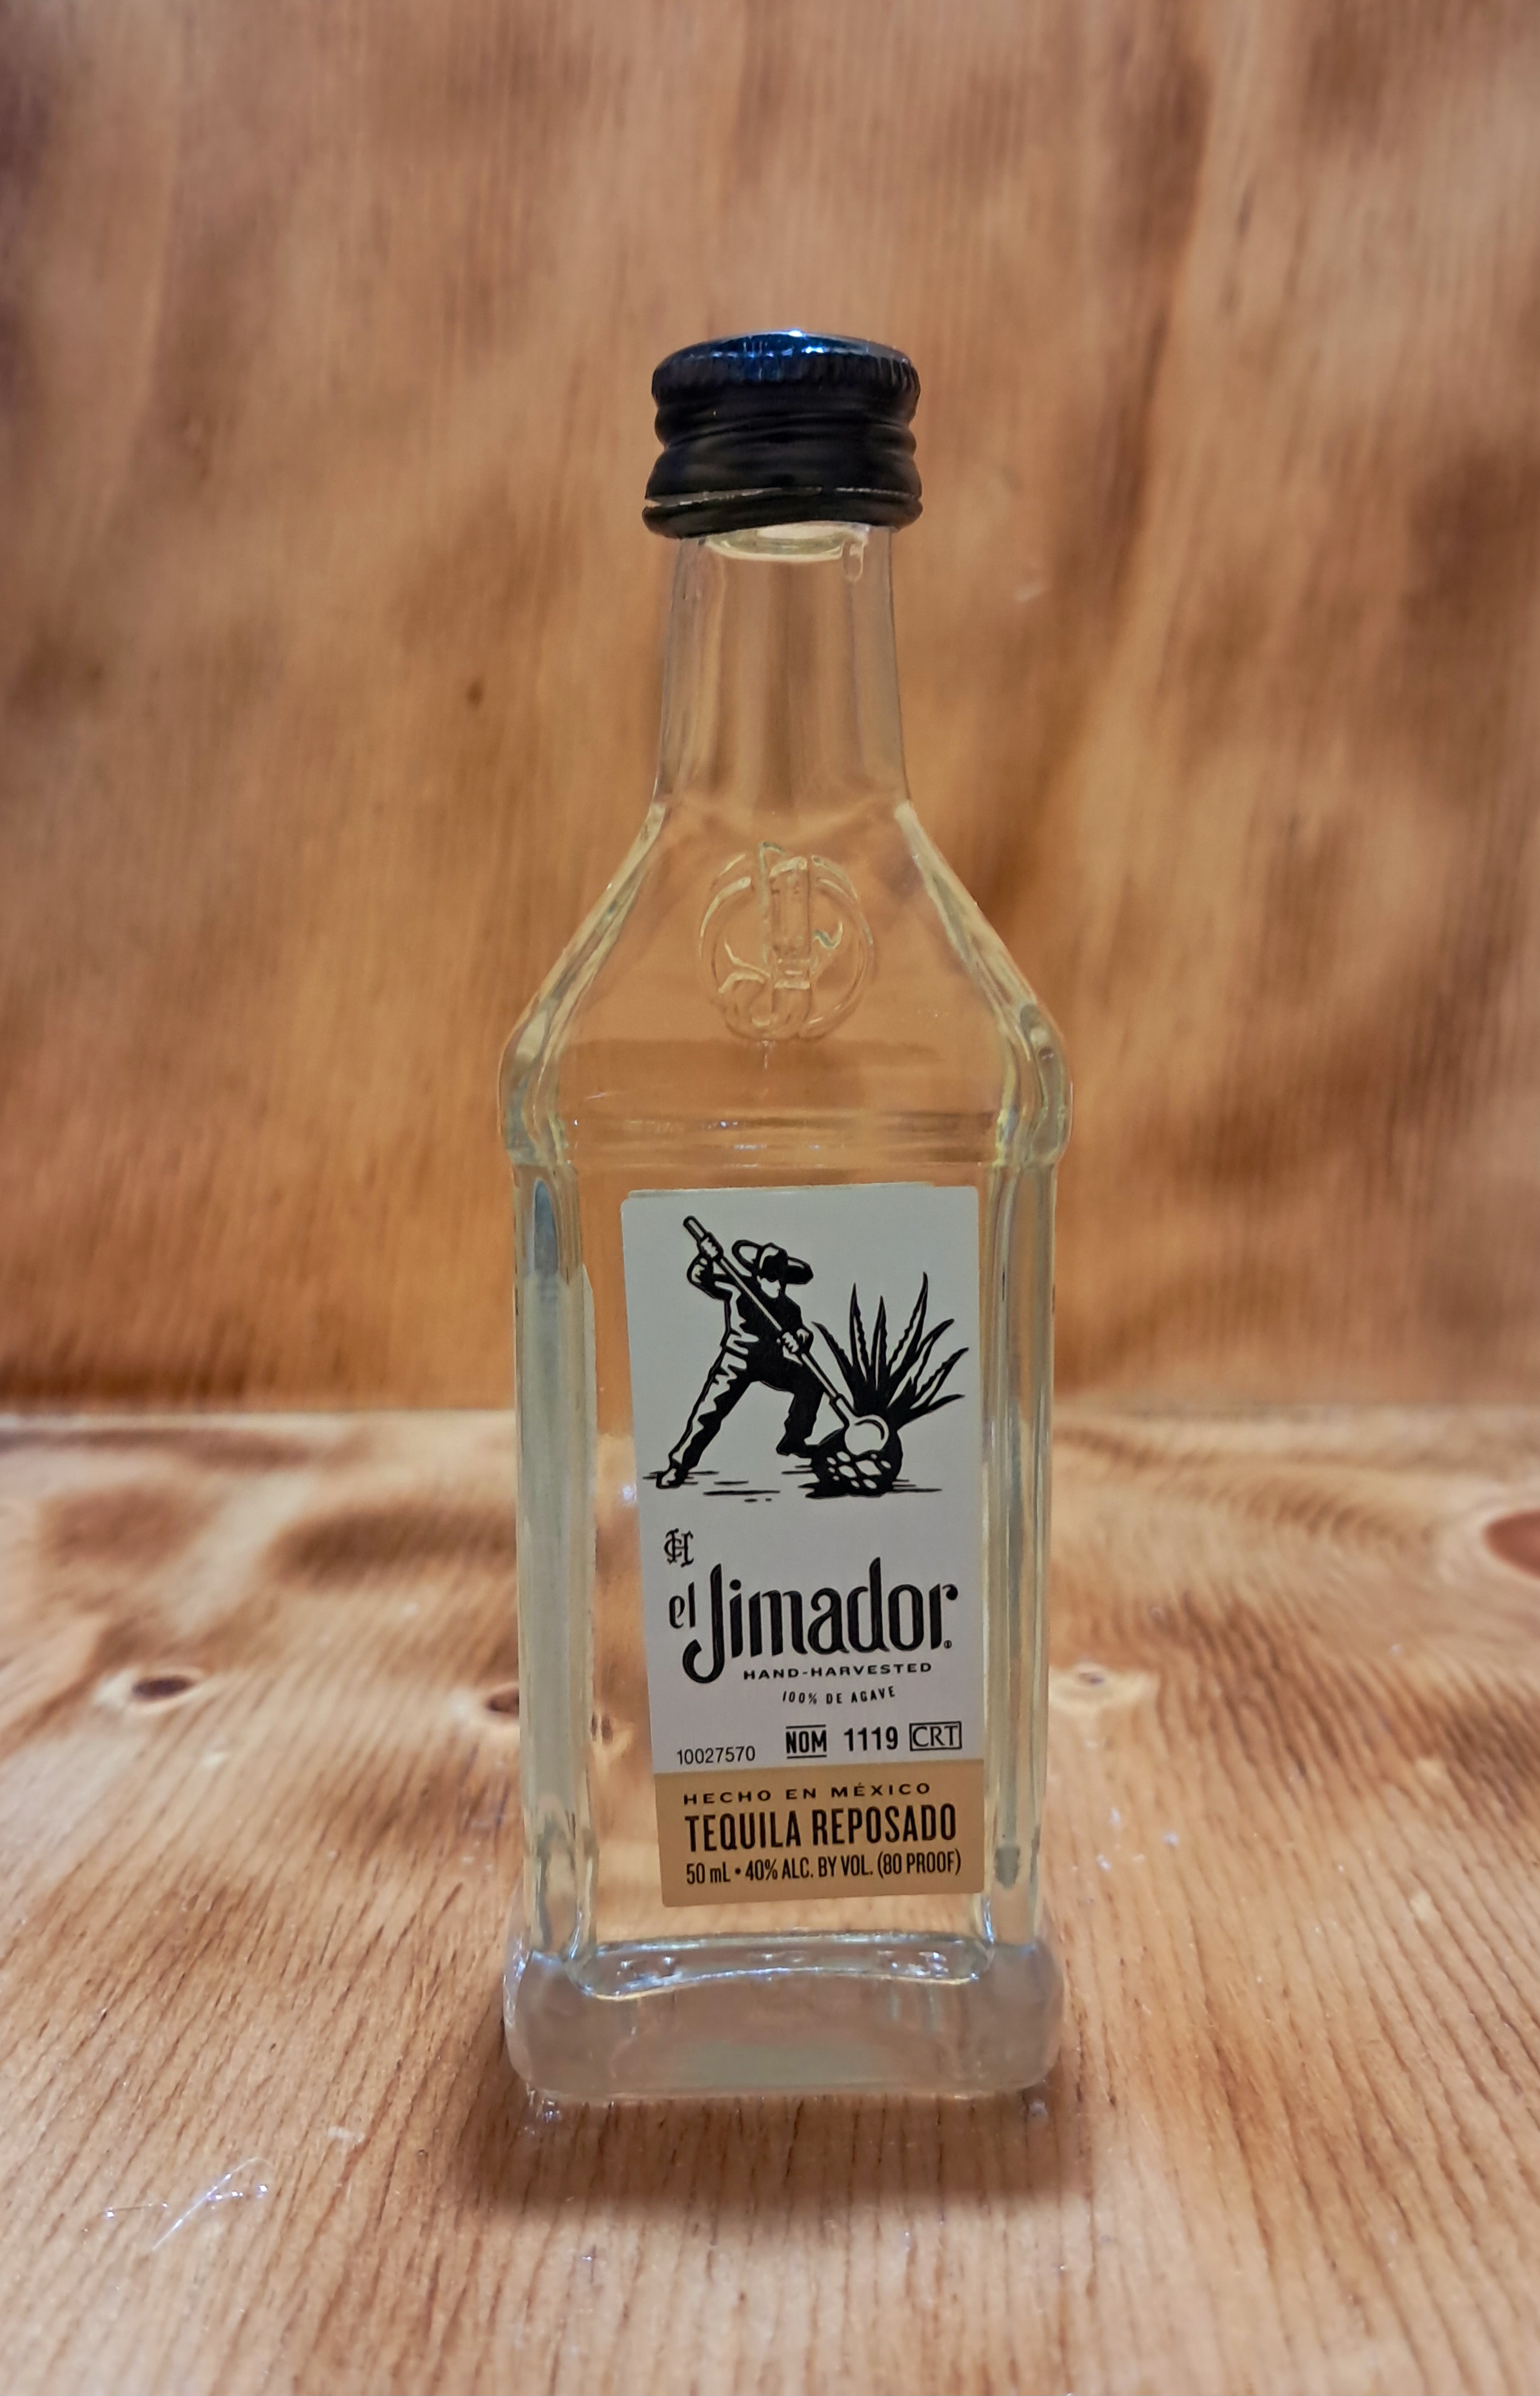 el Jimador®
HAND-HARVESTED
100% DE AGAVE
10027570 NOM 1119 CRT
HECHO EN MÉXICO
TEQUILA REPOSADO
50 mL • 40% ALC. BY VOL. (80 PROOF)